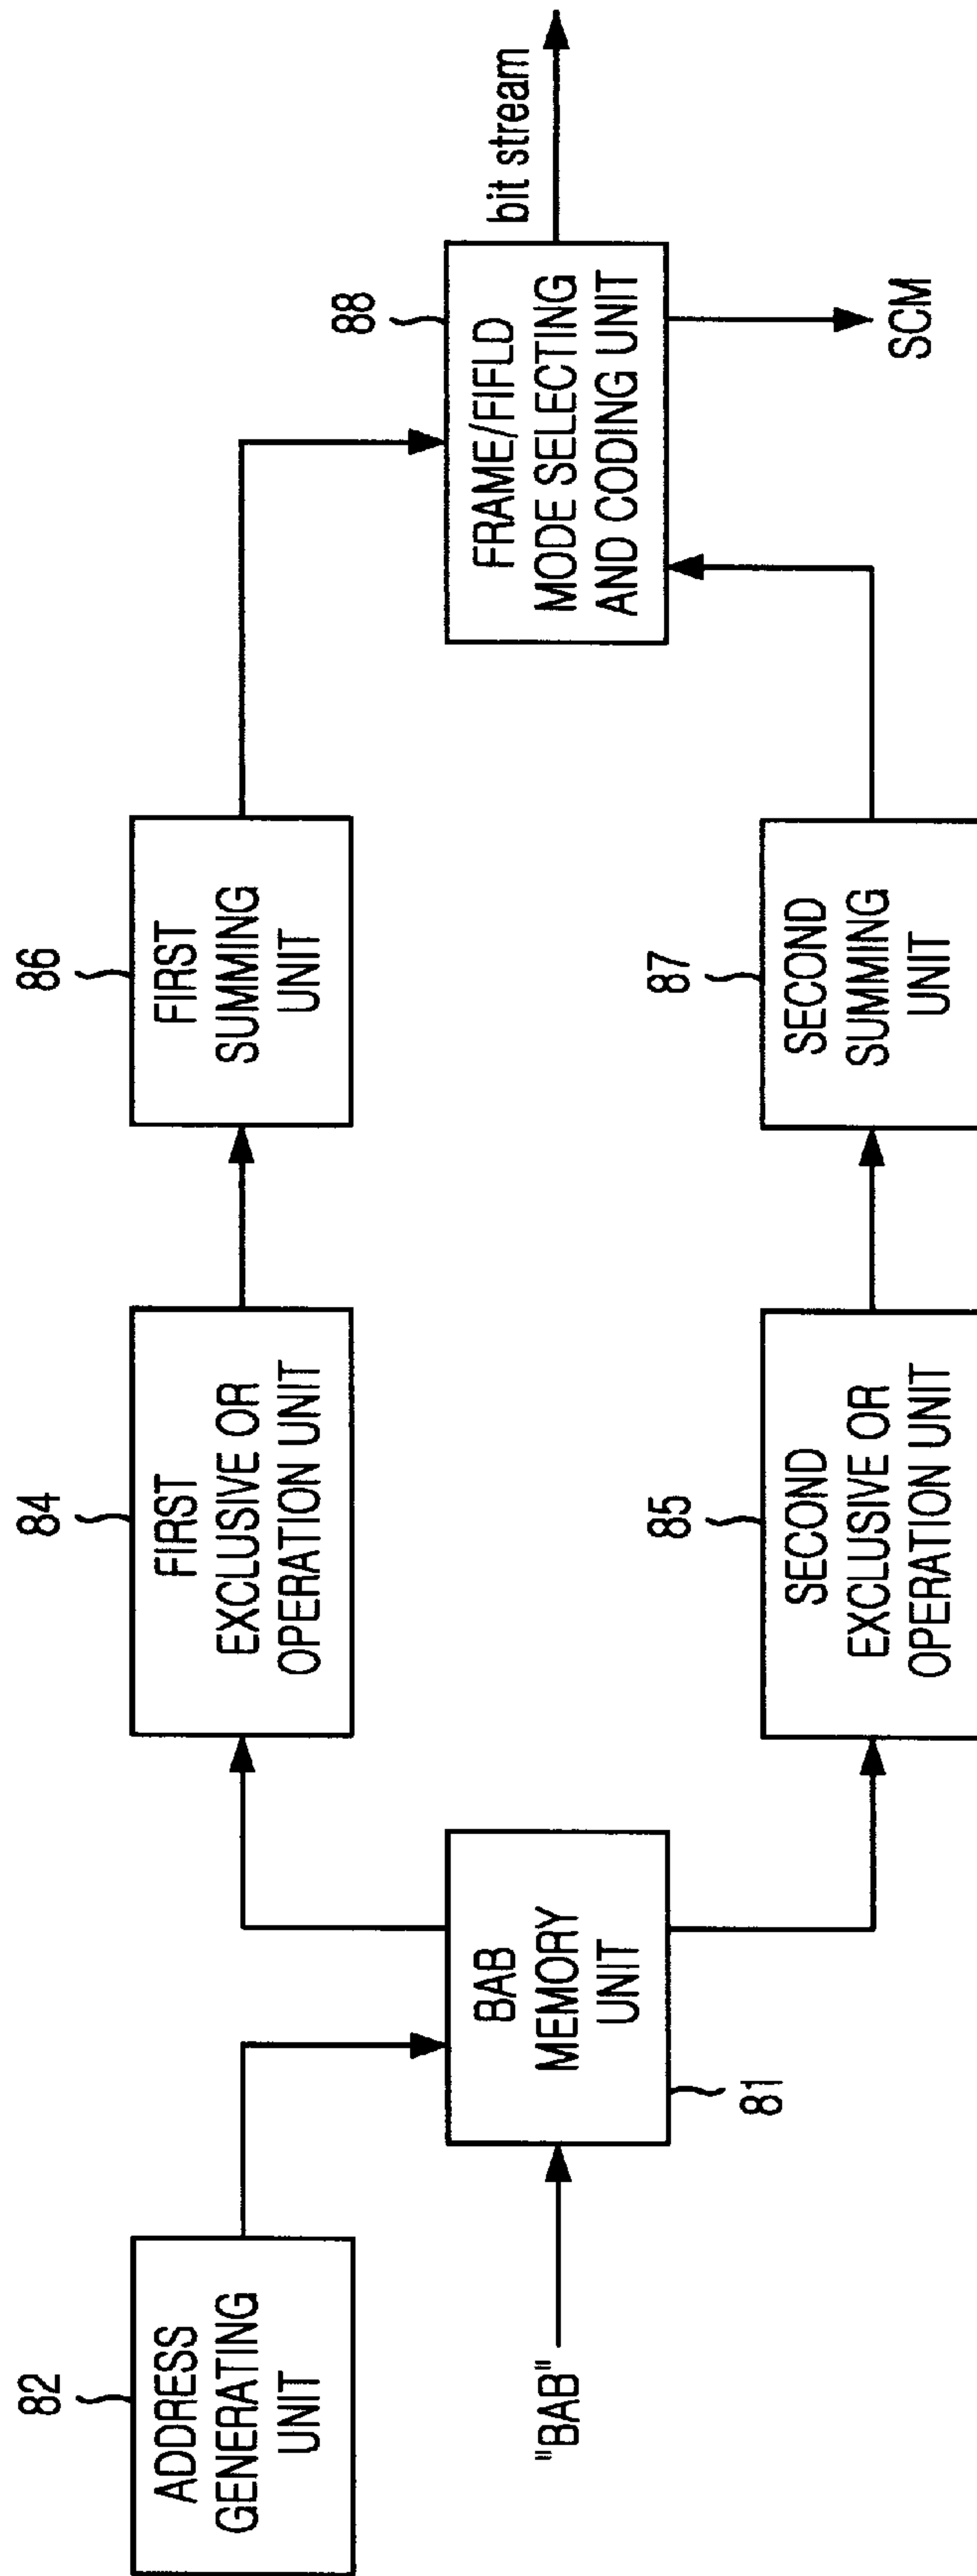 82
ADDRESS
GENERATING
UNIT
"BAB"
BAB
MEMORY
UNIT
81
84
FIRST
EXCLUSIVE OR
OPERATION UNIT
85
SECOND
EXCLUSIVE OR
OPERATION UNIT
86
FIRST
SUMMING
UNIT
87
SECOND
SUMMING
UNIT
88
FRAME/FIFLD
MODE SELECTING
AND CODING UNIT
bit stream
SCM